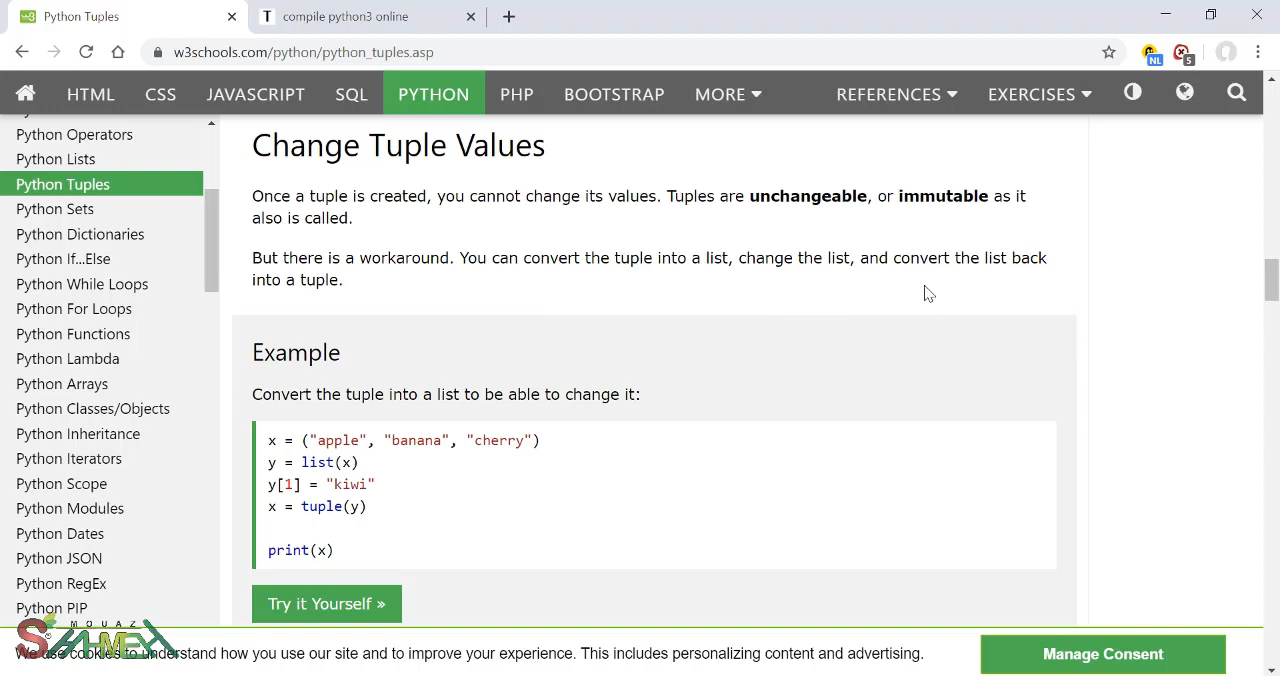 Python Tuples
compile python3 online
w3schools.com/python/python_tuples.asp
NL
5
HTML CSS JAVASCRIPT SQL PYTHON PHP BOOTSTRAP MORE REFERENCES EXERCISES
Python Operators
Python Lists
Python Tuples
Python Sets
Python Dictionaries
Python If...Else
Python While Loops
Python For Loops
Python Functions
Python Lambda
Python Arrays
Python Classes/Objects
Python Inheritance
Python Iterators
Python Scope
Python Modules
Python Dates
Python JSON
Python RegEx
Python PIP
Change Tuple Values
Once a tuple is created, you cannot change its values. Tuples are unchangeable, or immutable as it
also is called.
But there is a workaround. You can convert the tuple into a list, change the list, and convert the list back
into a tuple.
Example
Convert the tuple into a list to be able to change it:
x = ("apple", "banana", "cherry")
y = list(x)
y[1] = "kiwi"
x = tuple(y)
print(x)
Try it Yourself »
MOUAZ
We use cookies to understand how you use our site and to improve your experience. This includes personalizing content and advertising.
Manage Consent